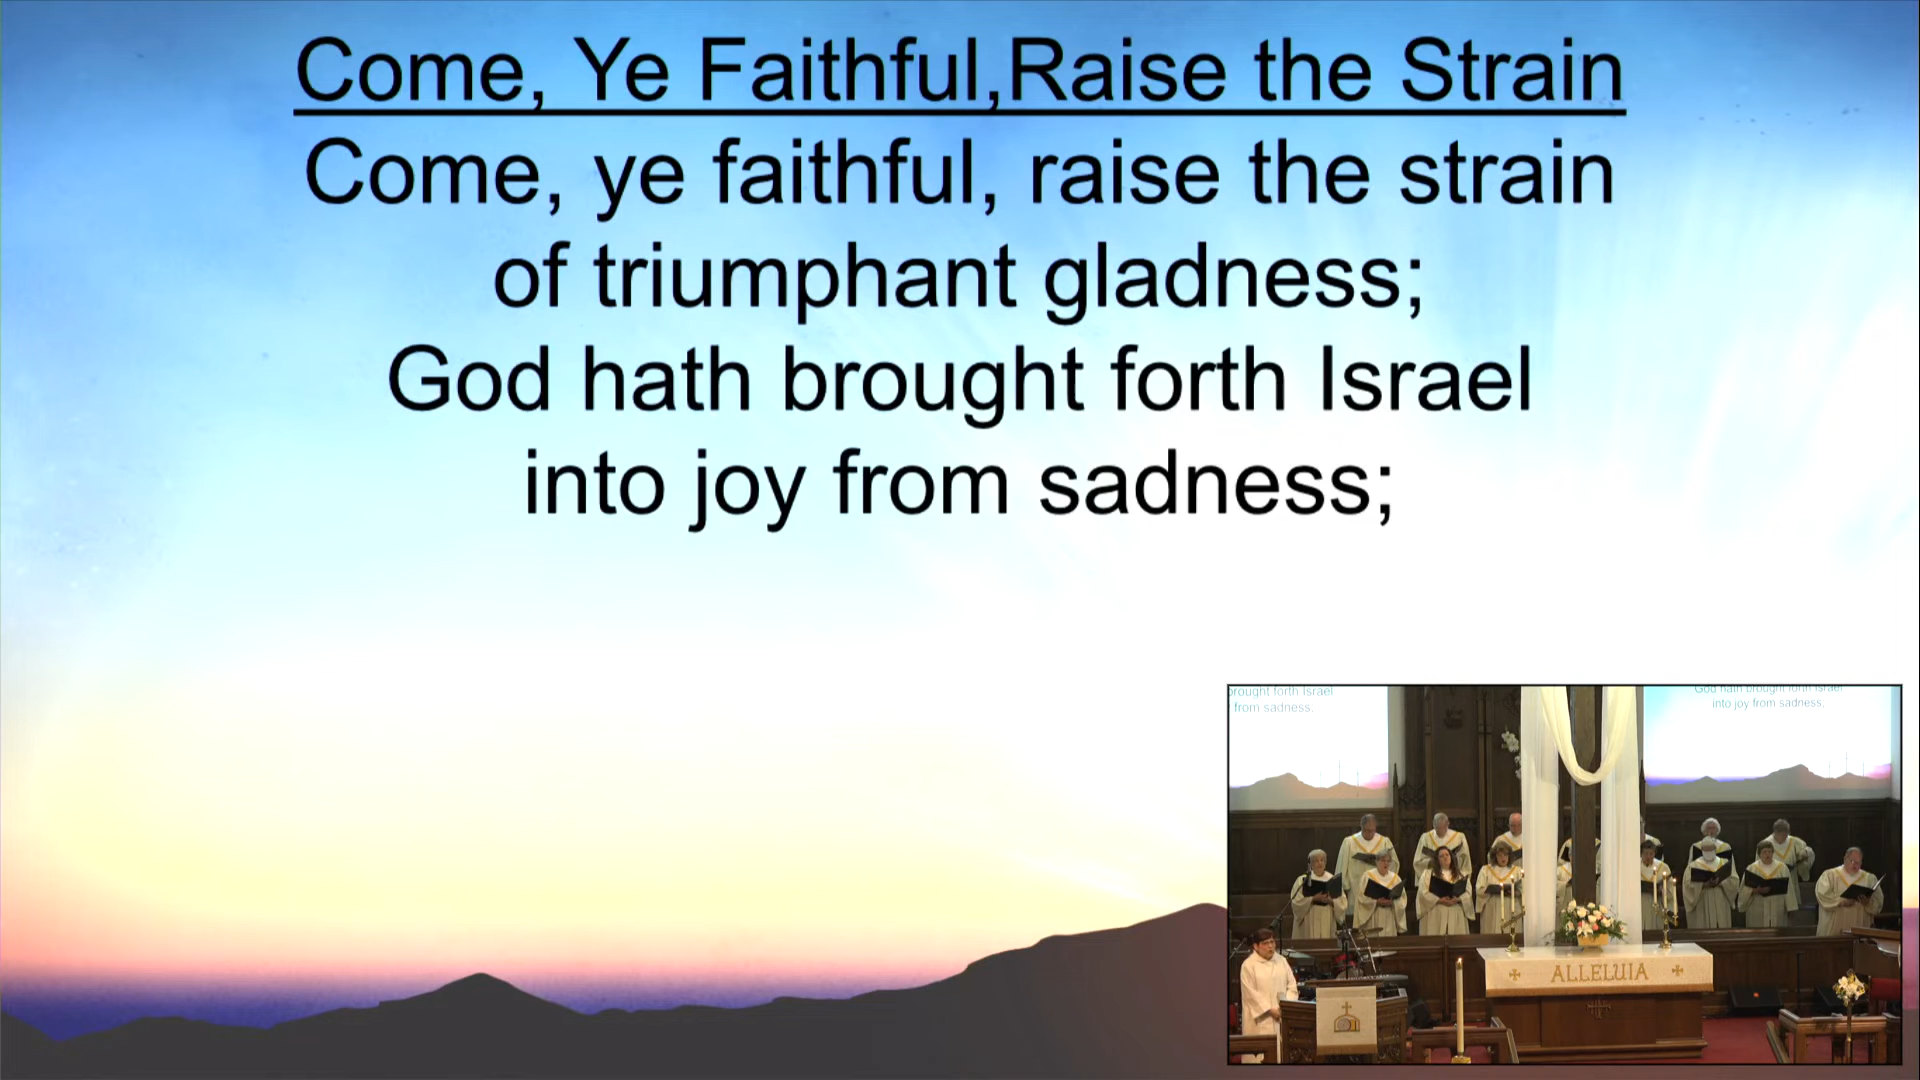 Come, Ye Faithful,Raise the Strain
Come, ye faithful, raise the strain
of triumphant gladness;
God hath brought forth Israel
into joy from sadness;
brought forth Israel
from sadness;
God hath brought forth Israel
into joy from sadness;
ALLELUIA